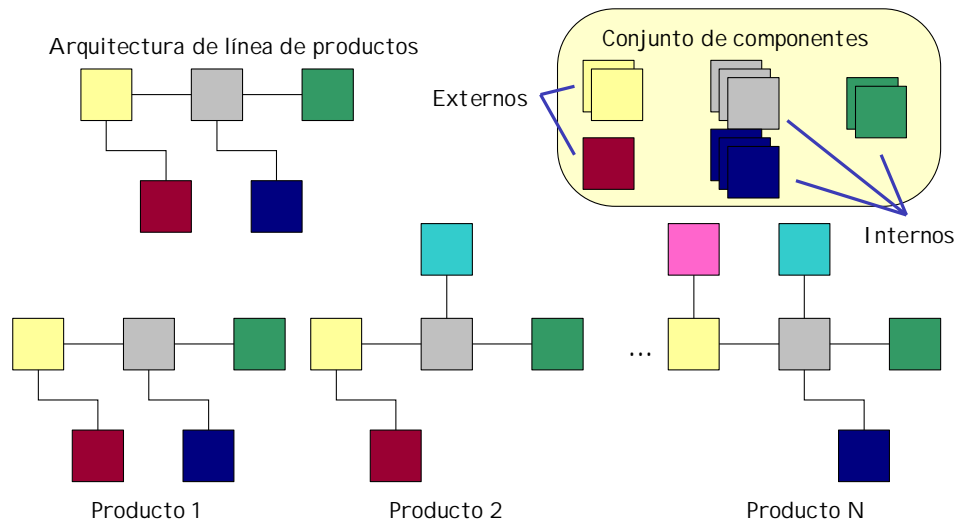 Arquitectura de línea de productos
Conjunto de componentes
Externos
Internos
...
Producto 1
Producto 2
Producto N